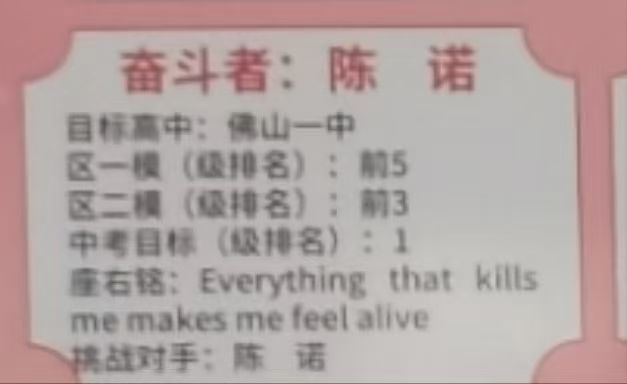 奋斗者：陈 诺
目标高中：佛山一中
区一模（级排名）：前5
区二模（级排名）：前3
中考目标（级排名）：1
座右铭：Everything that kills
me makes me feel alive
挑战对手：陈 诺